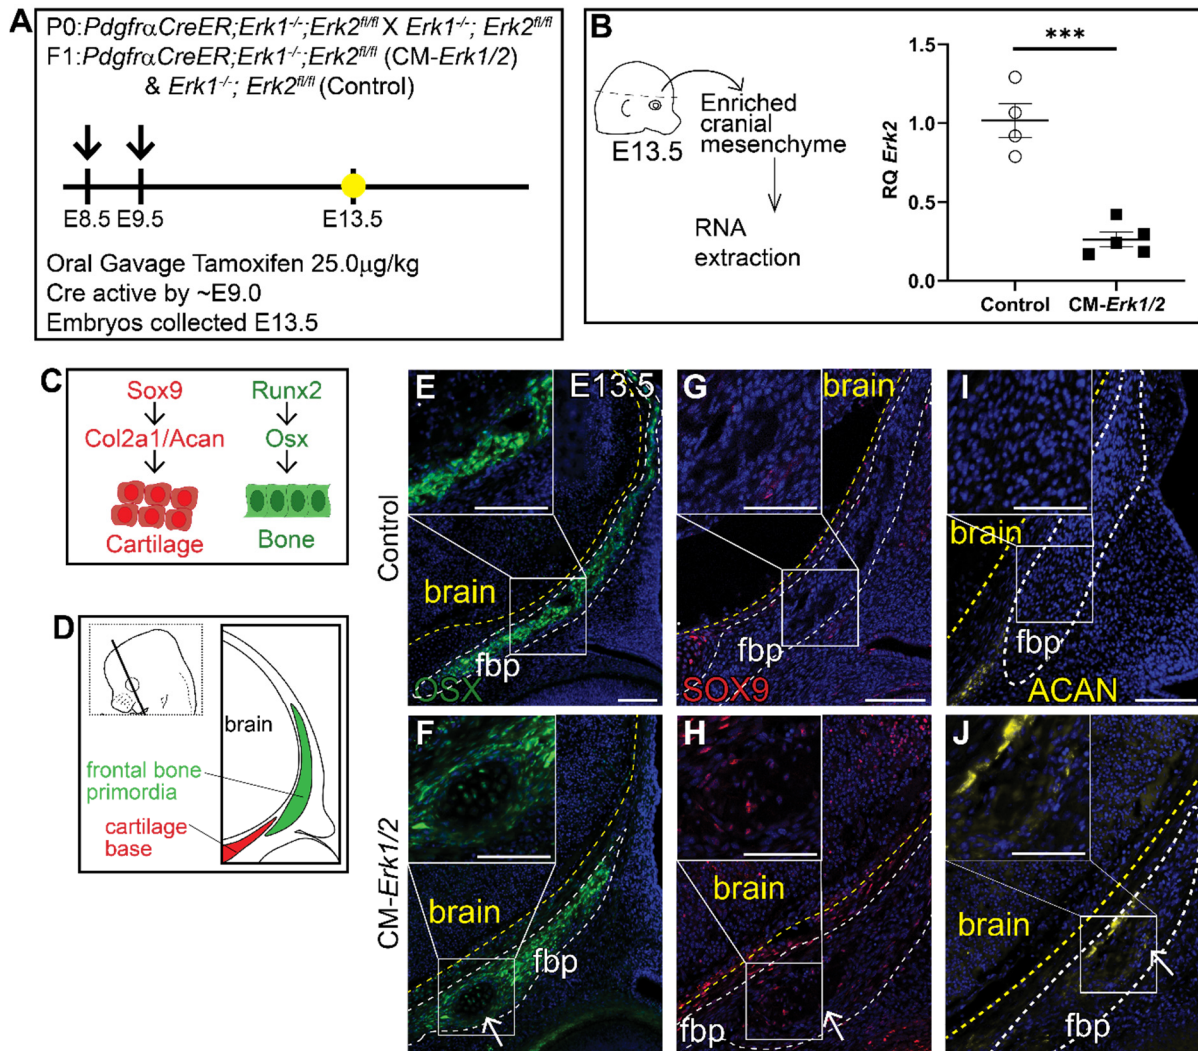 A
P0:PdgfrαCreER;Erk1-/-;Erk2fl/fl X Erk1-/-; Erk2fl/fl
F1:PdgfrαCreER;Erk1-/-;Erk2fl/fl (CM-Erk1/2)
& Erk1-/-; Erk2fl/fl (Control)
E8.5 E9.5 E13.5
Oral Gavage Tamoxifen 25.0μg/kg
Cre active by ~E9.0
Embryos collected E13.5
B
E13.5
Enriched
cranial
mesenchyme
RNA
extraction
RQ Erk2
1.5
1.0
0.5
0.0
***
Control CM-Erk1/2
C
Sox9 Runx2
Col2a1/Acan Osx
Cartilage Bone
D
brain
frontal bone
primordia
cartilage
base
Control
E E13.5
brain
fbp
OSX
G
brain
fbp
SOX9
I
brain
fbp
ACAN
CM-Erk1/2
F
brain
fbp
H
brain
fbp
J
brain
fbp